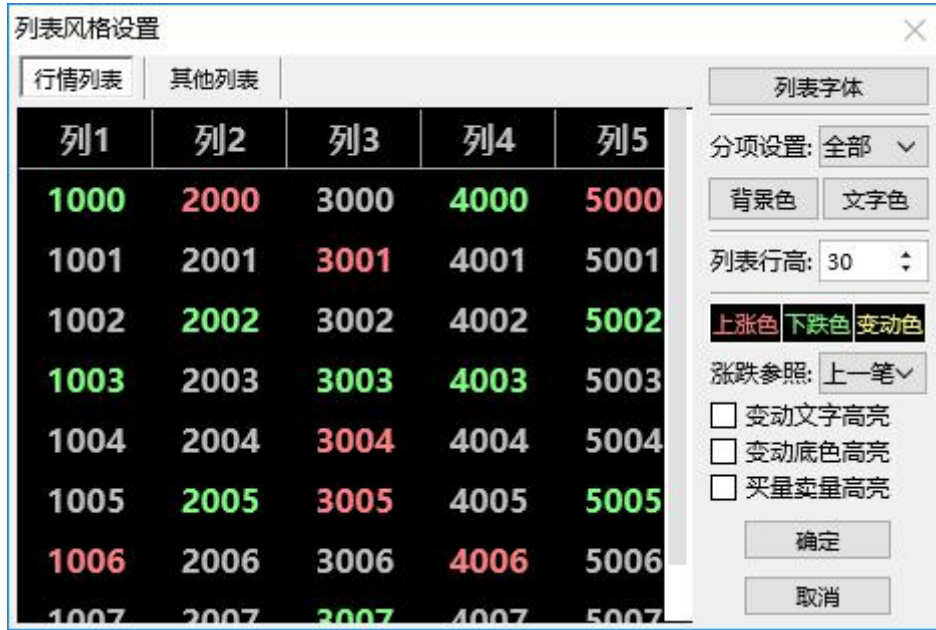 列表风格设置
行情列表 其他列表
列1 列2 列3 列4 列5
1000 2000 3000 4000 5000
1001 2001 3001 4001 5001
1002 2002 3002 4002 5002
1003 2003 3003 4003 5003
1004 2004 3004 4004 5004
1005 2005 3005 4005 5005
1006 2006 3006 4006 5006
1007 2007 3007 4007 5007
列表字体
分项设置: 全部
背景色 文字色
列表行高: 30
上涨色 下跌色 变动色
涨跌参照: 上一笔
变动文字高亮
变动底色高亮
买量卖量高亮
确定
取消